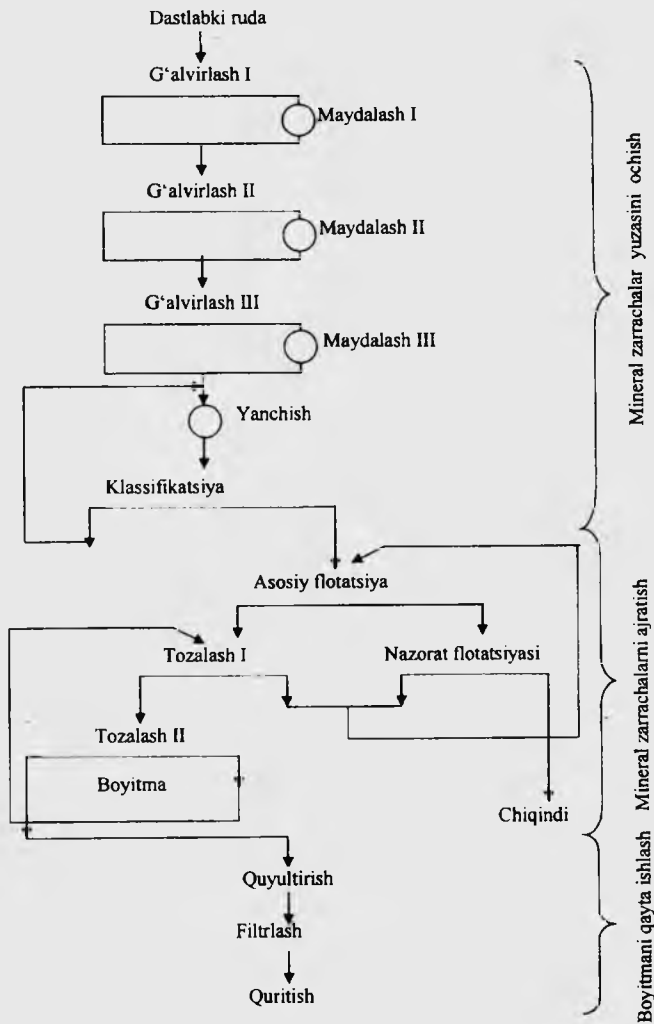 Dastlabki ruda
G‘alvirlash I
Maydalash I
G‘alvirlash II
Maydalash II
G‘alvirlash III
Maydalash III
Yanchish
Klassifikatsiya
Asosiy flotatsiya
Tozalash I
Nazorat flotatsiyasi
Tozalash II
Boyitma
Chiqindi
Quyultirish
Filtrlash
Quritish
Mineral zarrachalar yuzasini ochish
Mineral zarrachalarni ajratish
Boyitmani qayta ishlash